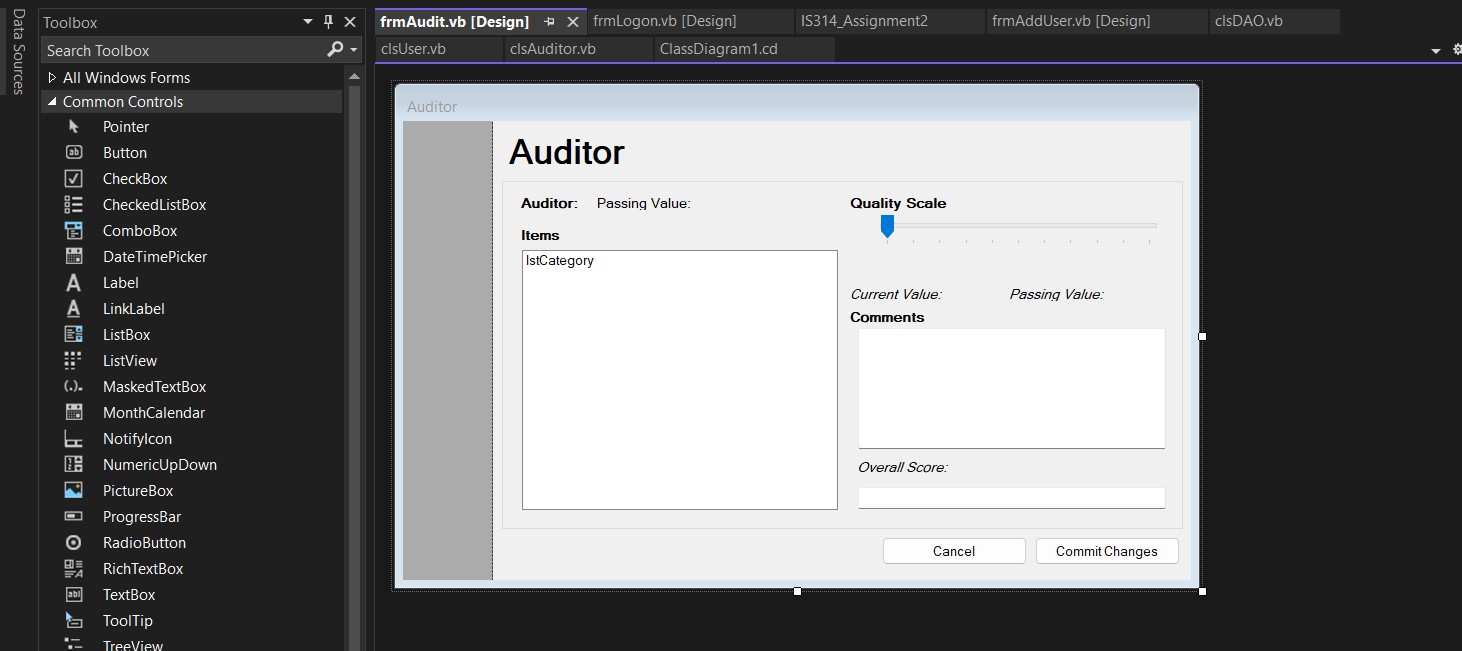 Data Sources
Toolbox
Search Toolbox
All Windows Forms
Common Controls
Pointer
Button
CheckBox
CheckedListBox
ComboBox
DateTimePicker
Label
LinkLabel
ListBox
ListView
MaskedTextBox
MonthCalendar
NotifyIcon
NumericUpDown
PictureBox
ProgressBar
RadioButton
RichTextBox
TextBox
ToolTip
TreeView
frmAudit.vb [Design] frmLogon.vb [Design] IS314_Assignment2 frmAddUser.vb [Design] clsDAO.vb
clsUser.vb clsAuditor.vb ClassDiagram1.cd
Auditor
Auditor
Auditor: Passing Value:
Items
lstCategory
Quality Scale
Current Value: Passing Value:
Comments
Overall Score:
Cancel Commit Changes